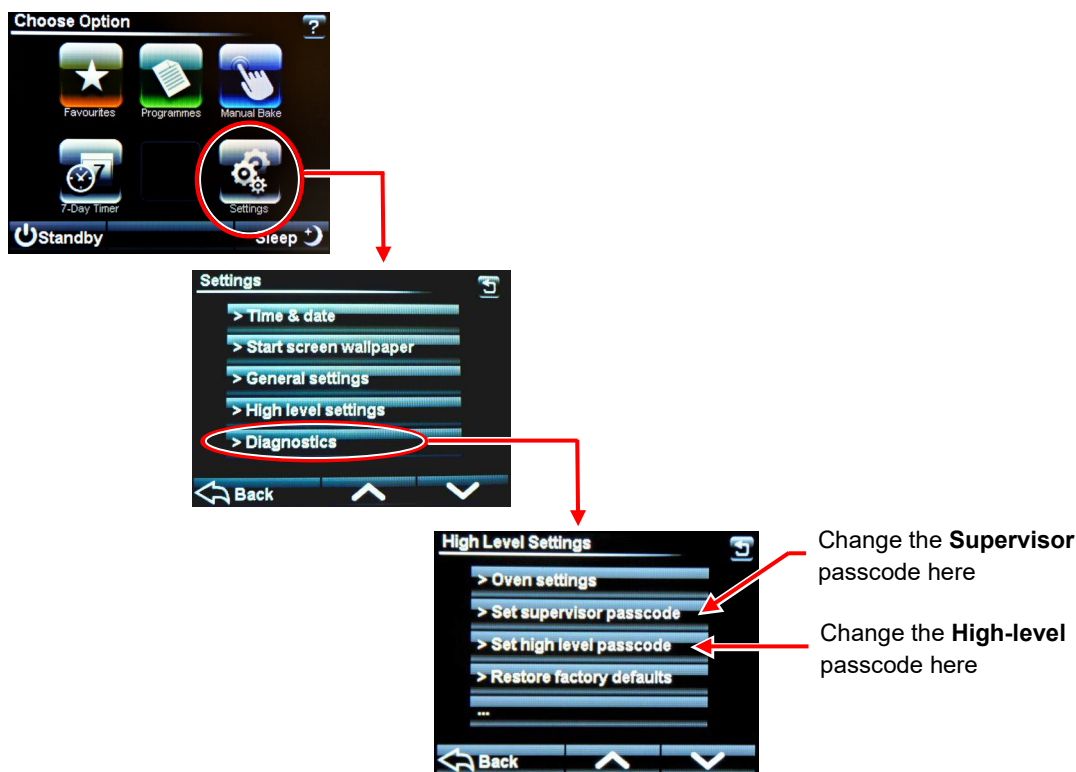 Choose Option
?
Favourites
Programmes
Manual Bake
7
7-Day Timer
Settings
Standby
Sleep
Settings
> Time & date
> Start screen wallpaper
> General settings
> High level settings
> Diagnostics
Back
High Level Settings
> Oven settings
> Set supervisor passcode
> Set high level passcode
> Restore factory defaults
...
Back
Change the Supervisor
passcode here
Change the High-level
passcode here